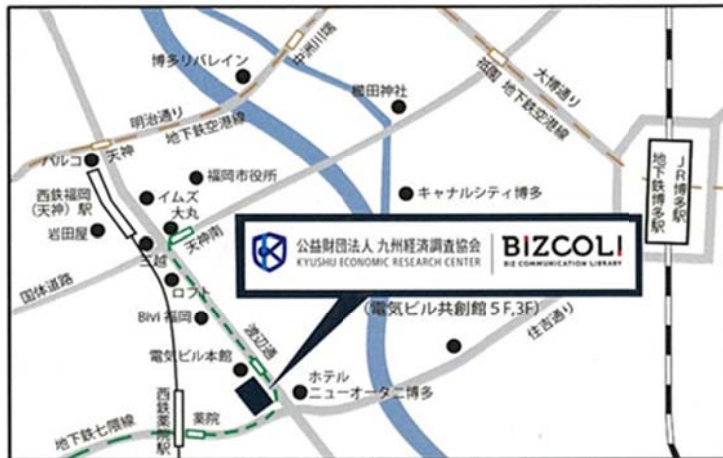 博多リバレイン
中洲川端
櫛田神社
祇園
地下鉄空港線
大博通り
明治通り
地下鉄空港線
パルコ
天神
福岡市役所
JR博多駅
地下鉄博多駅
西鉄福岡
(天神)駅
イムズ
大丸
キャナルシティ博多
岩田屋
天神南
三越
公益財団法人 九州経済調査協会
KYUSHU ECONOMIC RESEARCH CENTER
BIZCOLI
BIZ COMMUNICATION LIBRARY
国体道路
ロフト
(電気ビル共創館5F,3F)
Bivi 福岡
渡辺通
住吉通り
電気ビル本館
ホテル
ニューオータニ博多
西鉄薬院駅
薬院
地下鉄七隈線